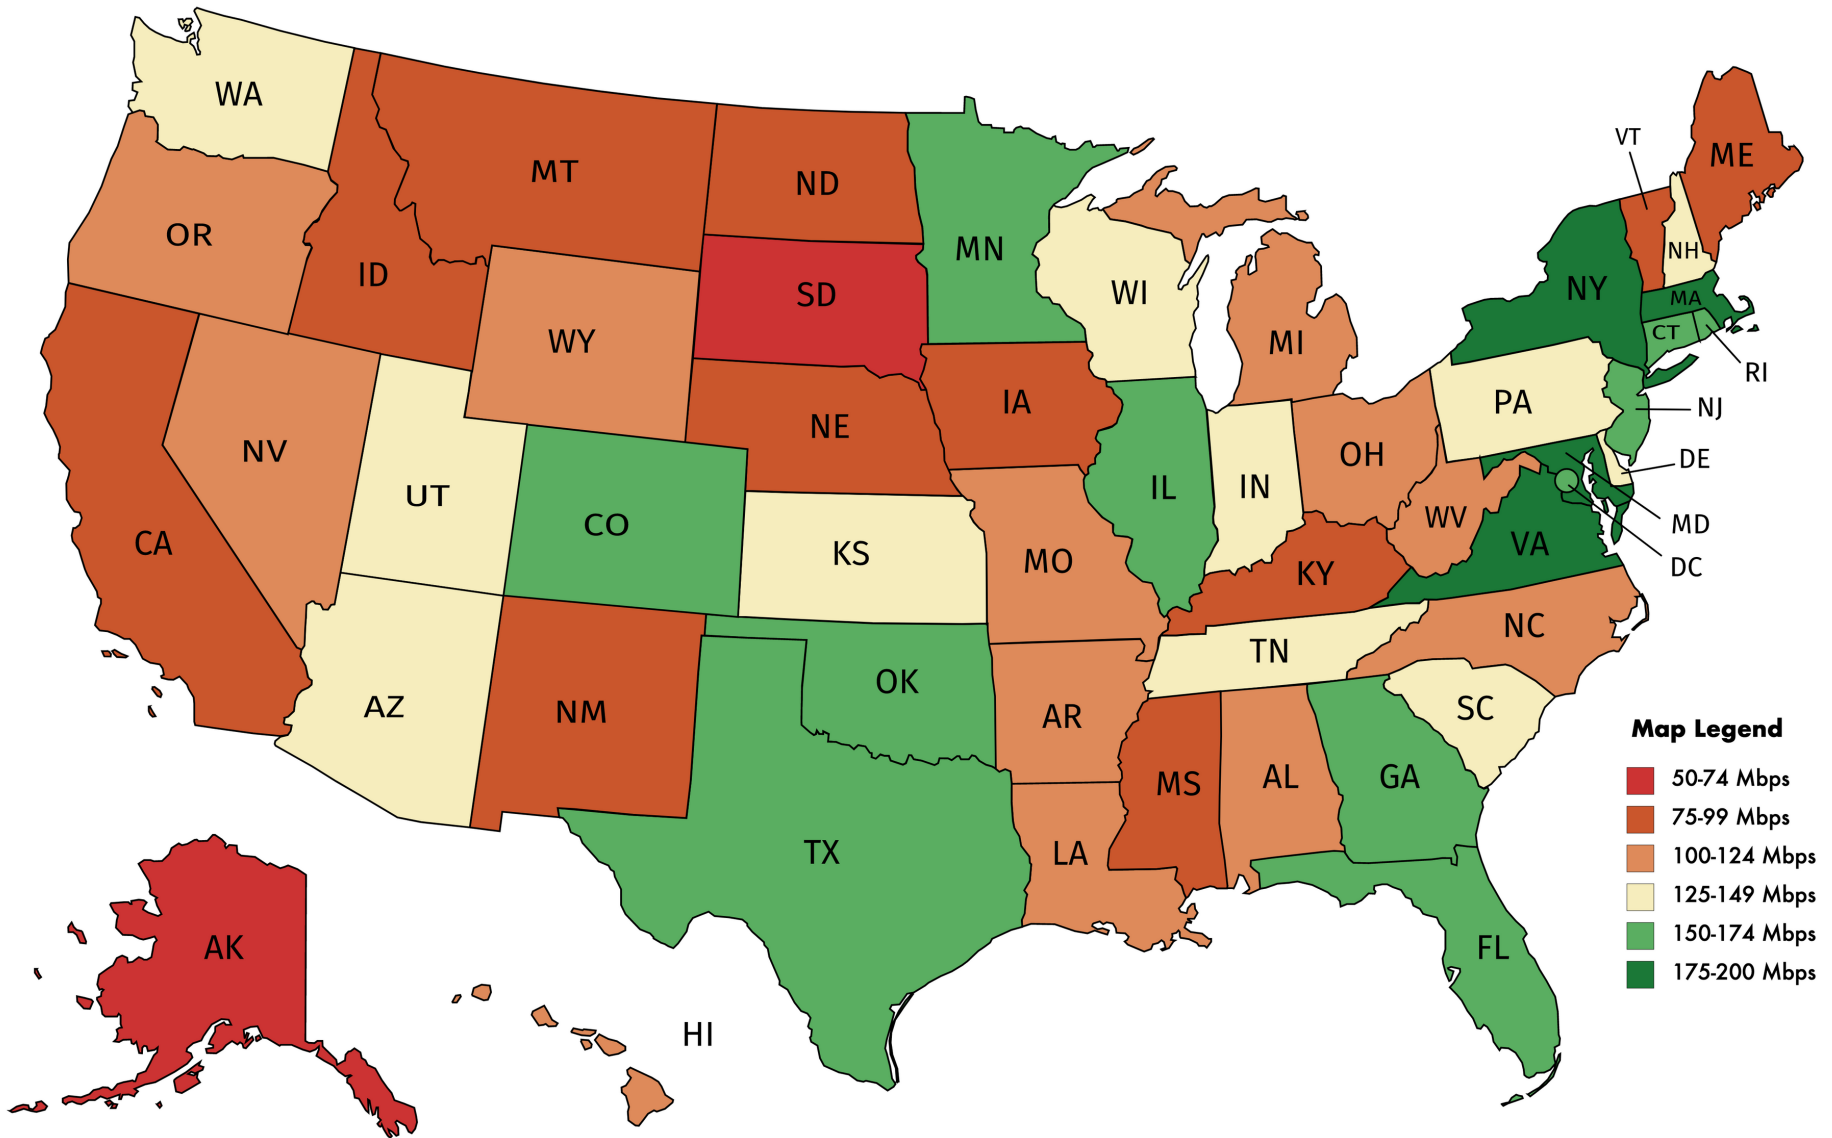 WA
MT
ND
MN
VT
ME
OR
ID
SD
WI
NY
NH
MA
CT
RI
WY
MI
IA
PA
NJ
NV
NE
OH
DE
UT
IL
IN
CO
WV
MD
CA
KS
MO
VA
DC
KY
NC
TN
AZ
NM
OK
AR
SC
MS
AL
GA
TX
LA
FL
AK
HI
Map Legend
50-74 Mbps
75-99 Mbps
100-124 Mbps
125-149 Mbps
150-174 Mbps
175-200 Mbps